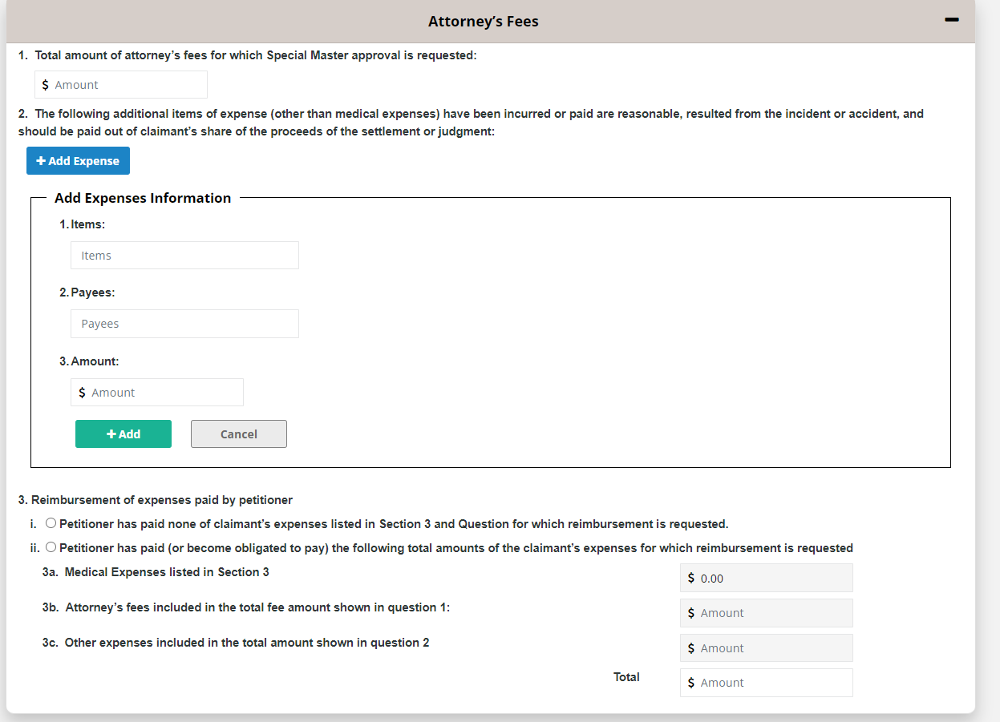 Attorney's Fees
1. Total amount of attorney's fees for which Special Master approval is requested:
$ Amount
2. The following additional items of expense (other than medical expenses) have been incurred or paid are reasonable, resulted from the incident or accident, and
should be paid out of claimant's share of the proceeds of the settlement or judgment:
+ Add Expense
Add Expenses Information
1. Items:
Items
2. Payees:
Payees
3. Amount:
$ Amount
+ Add Cancel
3. Reimbursement of expenses paid by petitioner
i. Petitioner has paid none of claimant's expenses listed in Section 3 and Question for which reimbursement is requested.
ii. Petitioner has paid (or become obligated to pay) the following total amounts of the claimant's expenses for which reimbursement is requested
3a. Medical Expenses listed in Section 3 $ 0.00
3b. Attorney's fees included in the total fee amount shown in question 1: $ Amount
3c. Other expenses included in the total amount shown in question 2 $ Amount
Total $ Amount